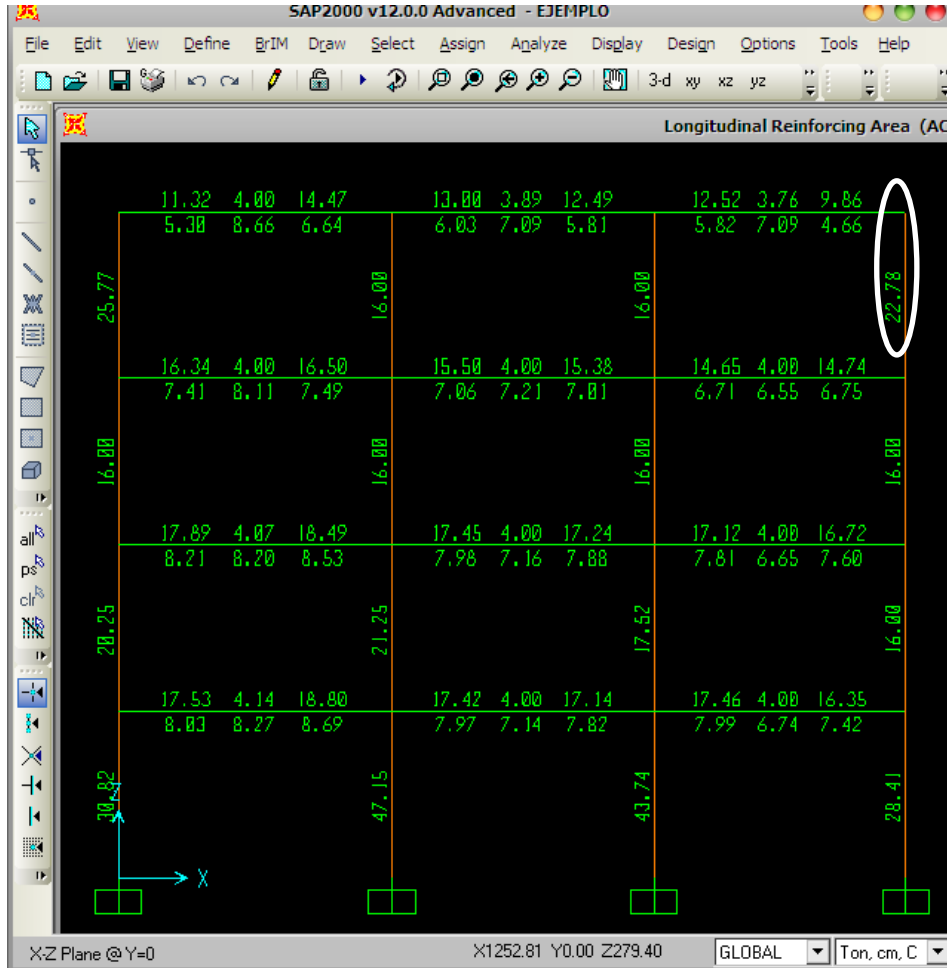 SAP2000 v12.0.0 Advanced - EJEMPLO
File Edit View Define BrIM Draw Select Assign Analyze Display Design Options Tools Help
3-d xy xz yz
Longitudinal Reinforcing Area (AC
11.32 4.00 14.47 13.00 3.89 12.49 12.52 3.76 9.86
5.30 8.66 6.64 6.03 7.09 5.81 5.82 7.09 4.66
25.77 16.00 16.00 22.78
16.34 4.00 16.50 15.50 4.00 15.38 14.65 4.00 14.74
7.41 8.11 7.49 7.06 7.21 7.01 6.71 6.55 6.75
16.00 16.00 16.00 16.00
17.89 4.07 18.49 17.45 4.00 17.24 17.12 4.00 16.72
8.21 8.20 8.53 7.98 7.16 7.88 7.81 6.65 7.60
20.25 21.25 17.52 16.00
17.53 4.14 18.80 17.42 4.00 17.14 17.46 4.00 16.35
8.03 8.27 8.69 7.97 7.14 7.82 7.99 6.74 7.42
30.82 47.15 43.74 28.41
Z
X
all
ps
clr
X-Z Plane @ Y=0 X1252.81 Y0.00 Z279.40 GLOBAL Ton, cm, C